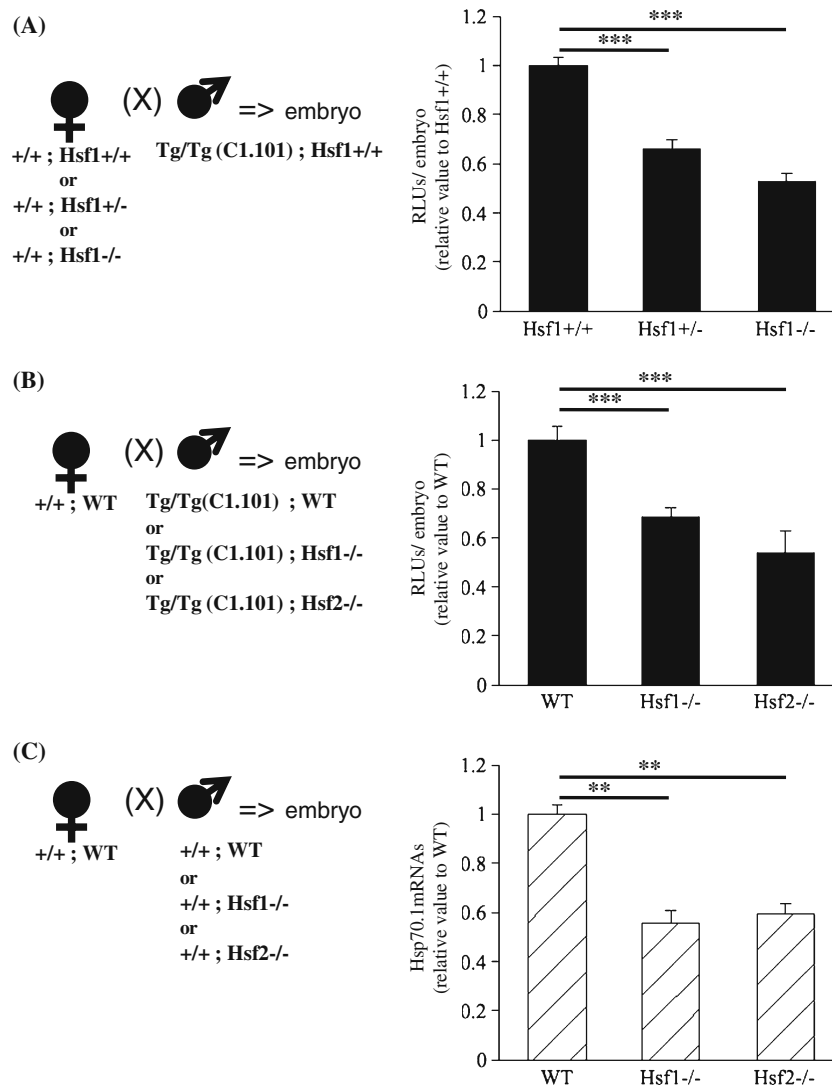 (A)
(X) => embryo
+/+ ; Hsf1+/+
or
+/+ ; Hsf1+/-
or
+/+ ; Hsf1-/-
Tg/Tg (C1.101) ; Hsf1+/+
RLUs/ embryo
(relative value to Hsf1+/+)
1.2
1
0.8
0.6
0.4
0.2
0
***
***
Hsf1+/+ Hsf1+/- Hsf1-/-
(B)
(X) => embryo
+/+ ; WT
Tg/Tg(C1.101) ; WT
or
Tg/Tg (C1.101) ; Hsf1-/-
or
Tg/Tg (C1.101) ; Hsf2-/-
RLUs/ embryo
(relative value to WT)
1.2
1
0.8
0.6
0.4
0.2
0
***
***
WT Hsf1-/- Hsf2-/-
(C)
(X) => embryo
+/+ ; WT
+/+ ; WT
or
+/+ ; Hsf1-/-
or
+/+ ; Hsf2-/-
Hsp70.1mRNAs
(relative value to WT)
1.2
1
0.8
0.6
0.4
0.2
0
**
**
WT Hsf1-/- Hsf2-/-